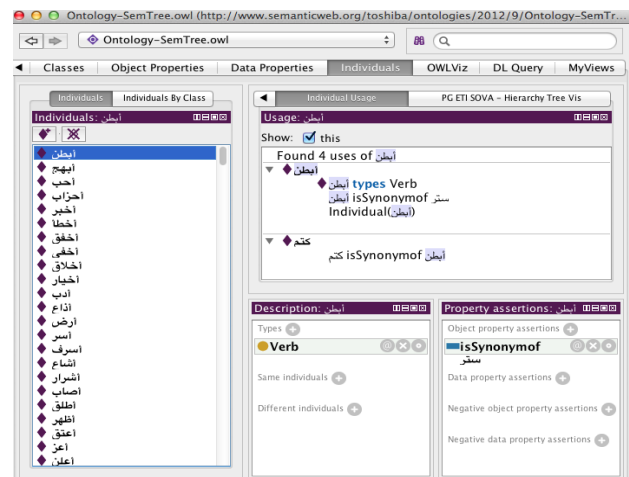 Ontology-SemTree.owl (http://www.semanticweb.org/toshiba/ontologies/2012/9/Ontology-SemTr...
Ontology-SemTree.owl
Classes Object Properties Data Properties Individuals OWLViz DL Query MyViews
Individuals Individuals By Class
Individuals: أبطن
أبطن
أبهج
أحب
أحزاب
أخبر
أخطأ
أخفق
أخفى
أخلاق
أخيار
أدب
أذاع
أرض
أسر
أسرف
أشاع
أشرار
أصاب
أطلق
أظهر
أعتق
أعز
أعلن
Individual Usage PG ETI SOVA - Hierarchy Tree Vis
Usage: أبطن
Show: this
Found 4 uses of أبطن
أبطن
أبطن types Verb
أبطن isSynonymof ستر
Individual(أبطن)
كتم
كتم isSynonymof أبطن
Description: أبطن
Types
Verb
Same individuals
Different individuals
Property assertions: أبطن
Object property assertions
isSynonymof
ستر
Data property assertions
Negative object property assertions
Negative data property assertions